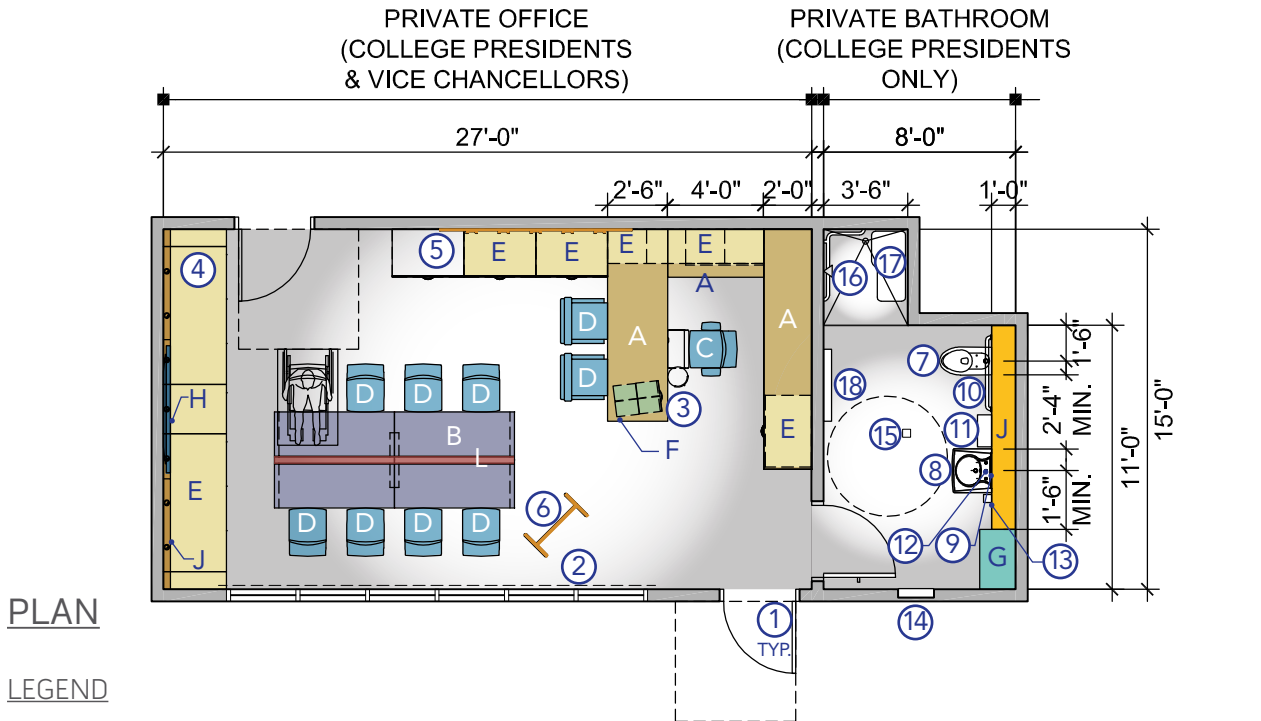 PRIVATE OFFICE
(COLLEGE PRESIDENTS
& VICE CHANCELLORS)
PRIVATE BATHROOM
(COLLEGE PRESIDENTS
ONLY)
27'-0"
8'-0"
2'-6"
4'-0"
2'-0"
3'-6"
1'-0"
4
5
E
E
E
E
A
16
17
A
A
D
D
C
3
F
E
H
E
J
D
D
D
B
L
D
D
D
D
6
2
18
15
7
10
11
8
J
12
9
13
G
14
1
TYP.
1'-6"
2'-4"
MIN.
1'-6"
MIN.
11'-0"
15'-0"
PLAN
LEGEND